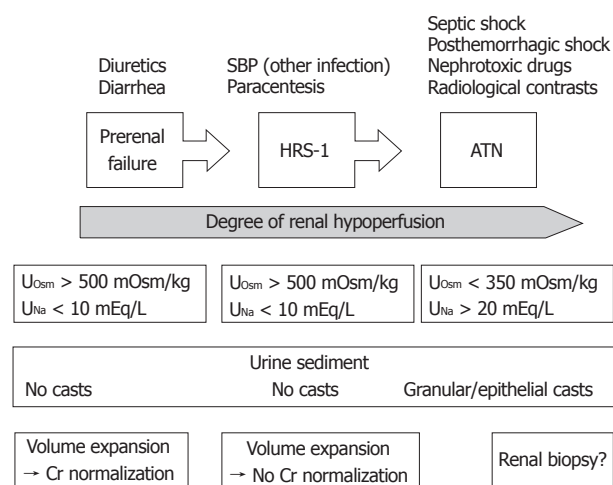 Diuretics
Diarrhea
SBP (other infection)
Paracentesis
Septic shock
Posthemorrhagic shock
Nephrotoxic drugs
Radiological contrasts
Prerenal
failure
HRS-1
ATN
Degree of renal hypoperfusion
UOsm > 500 mOsm/kg
UNa < 10 mEq/L
UOsm > 500 mOsm/kg
UNa < 10 mEq/L
UOsm < 350 mOsm/kg
UNa > 20 mEq/L
Urine sediment
No casts
No casts
Granular/epithelial casts
Volume expansion
→ Cr normalization
Volume expansion
→ No Cr normalization
Renal biopsy?